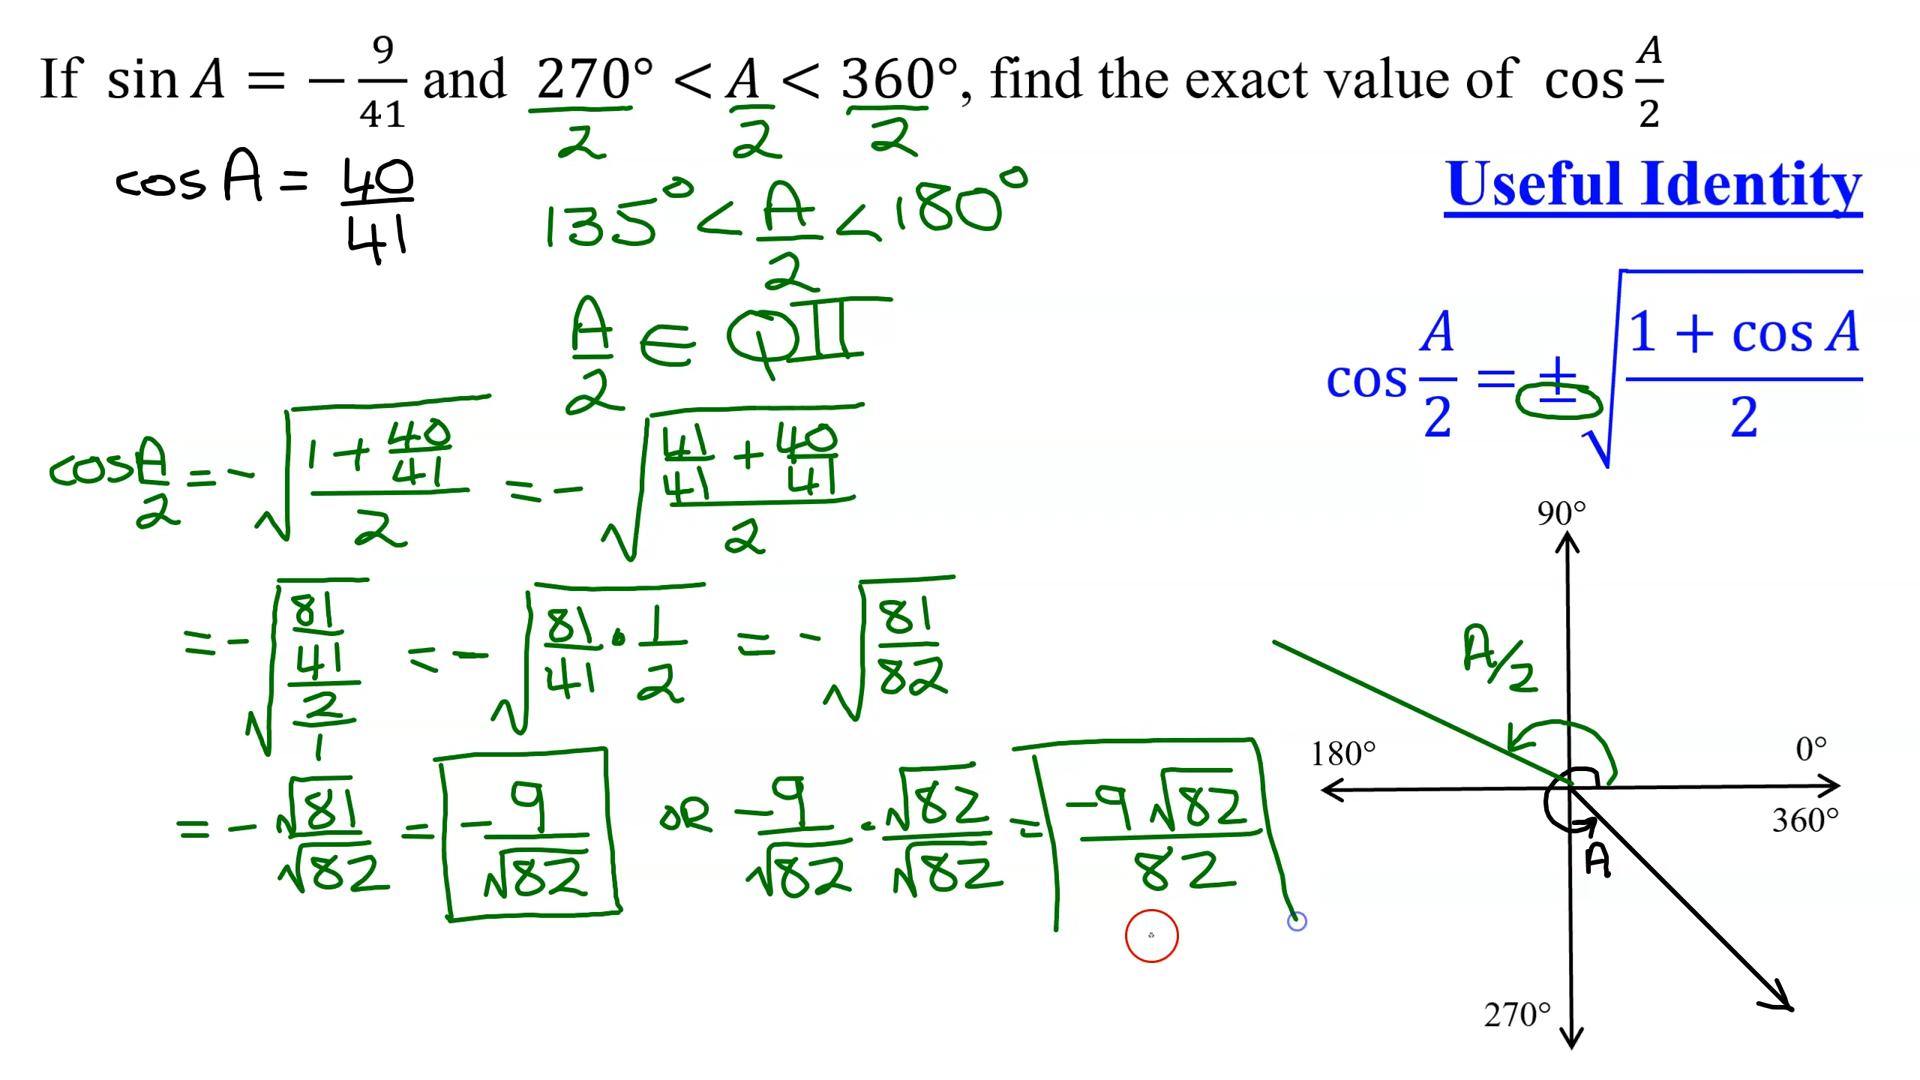 If sin A = − 9/41 and 270° < A < 360°, find the exact value of cos A/2
2 2 2
cos A = 40/41
135° < A/2 < 180°
Useful Identity
A/2 ∈ QII
cos A/2 = ± √((1 + cos A)/2)
cos A/2 = − √((1 + 40/41)/2) = − √((41/41 + 40/41)/2)
= − √((81/41)/(2/1)) = − √(81/41 · 1/2) = − √(81/82)
= − √81/√82 = − 9/√82 OR −9/√82 · √82/√82 = −9√82/82
90°
A/2
180°
0°
360°
A
270°